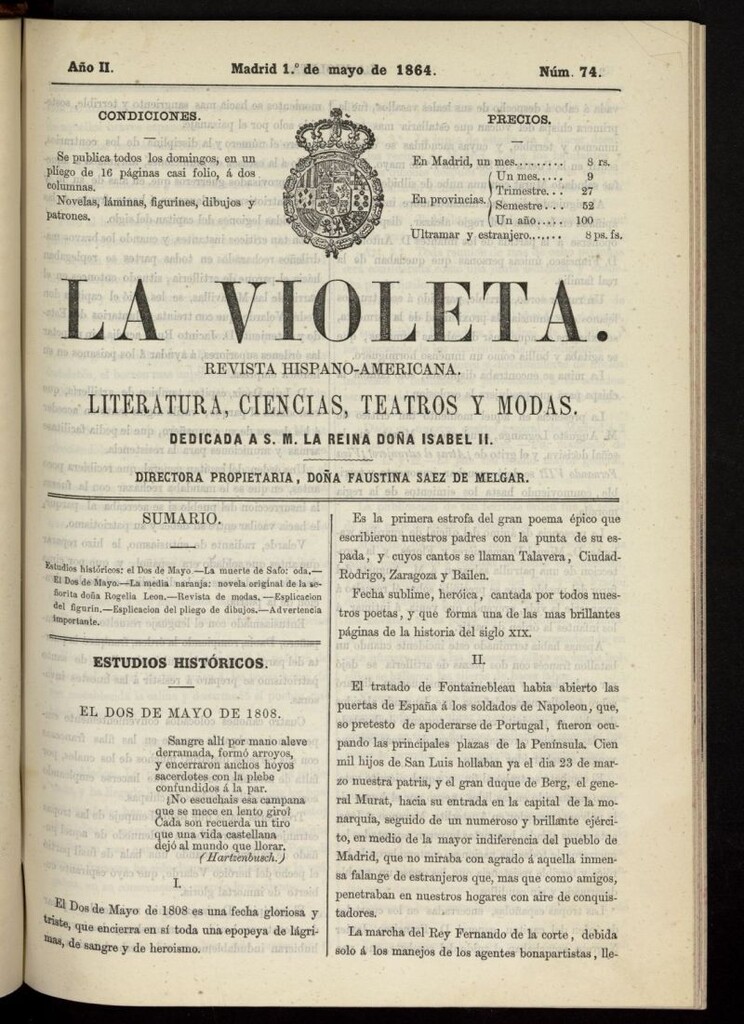 Año II.
Madrid 1.º de mayo de 1864.
Núm. 74.
CONDICIONES.
Se publica todos los domingos, en un
pliego de 16 páginas casi folio, á dos
columnas.
Novelas, láminas, figurines, dibujos y
patrones.
PRECIOS.
En Madrid, un mes......... 8 rs.
En provincias.
Un mes..... 9
Trimestre. . . 27
Semestre . . . 52
Un año..... 100
Ultramar y estranjero....... 8 ps. fs.
LA VIOLETA.
REVISTA HISPANO-AMERICANA.
LITERATURA, CIENCIAS, TEATROS Y MODAS.
DEDICADA A S. M. LA REINA DOÑA ISABEL II.
DIRECTORA PROPIETARIA, DOÑA FAUSTINA SAEZ DE MELGAR.
SUMARIO.
Estudios históricos: el Dos de Mayo.—La muerte de Safo: oda,—
El Dos de Mayo.—La media naranja: novela original de la se-
ñorita doña Rogelia Leon.—Revista de modas.—Esplicacion
del figurin.—Esplicacion del pliego de dibujos.—Advertencia
importante.
ESTUDIOS HISTÓRICOS.
EL DOS DE MAYO DE 1808.
Sangre allí por mano aleve
derramada, formó arroyos,
y encerraron anchos hoyos
sacerdotes con la plebe
confundidos á la par.
¿No escuchais esa campana
que se mece en lento giro?
Cada son recuerda un tiro
que una vida castellana
dejó al mundo que llorar.
(Hartzenbusch.)
I.
El Dos de Mayo de 1808 es una fecha gloriosa y
triste, que encierra en sí toda una epopeya de lágri-
mas, de sangre y de heroismo.
Es la primera estrofa del gran poema épico que
escribieron nuestros padres con la punta de su es-
pada, y cuyos cantos se llaman Talavera, Ciudad-
Rodrigo, Zaragoza y Bailen.
Fecha sublime, heróica, cantada por todos nues-
tros poetas, y que forma una de las mas brillantes
páginas de la historia del siglo XIX.
II.
El tratado de Fontainebleau habia abierto las
puertas de España á los soldados de Napoleon, que,
so pretesto de apoderarse de Portugal, fueron ocu-
pando las principales plazas de la Península. Cien
mil hijos de San Luis hollaban ya el dia 23 de mar-
zo nuestra patria, y el gran duque de Berg, el gene-
ral Murat, hacia su entrada en la capital de la mo-
narquía, seguido de un numeroso y brillante ejérci-
to, en medio de la mayor indiferencia del pueblo de
Madrid, que no miraba con agrado á aquella inmen-
sa falange de estranjeros que, mas que como amigos,
penetraban en nuestros hogares con aire de conquis-
tadores.
La marcha del Rey Fernando de la corte, debida
solo á los manejos de los agentes bonapartistas, lle-